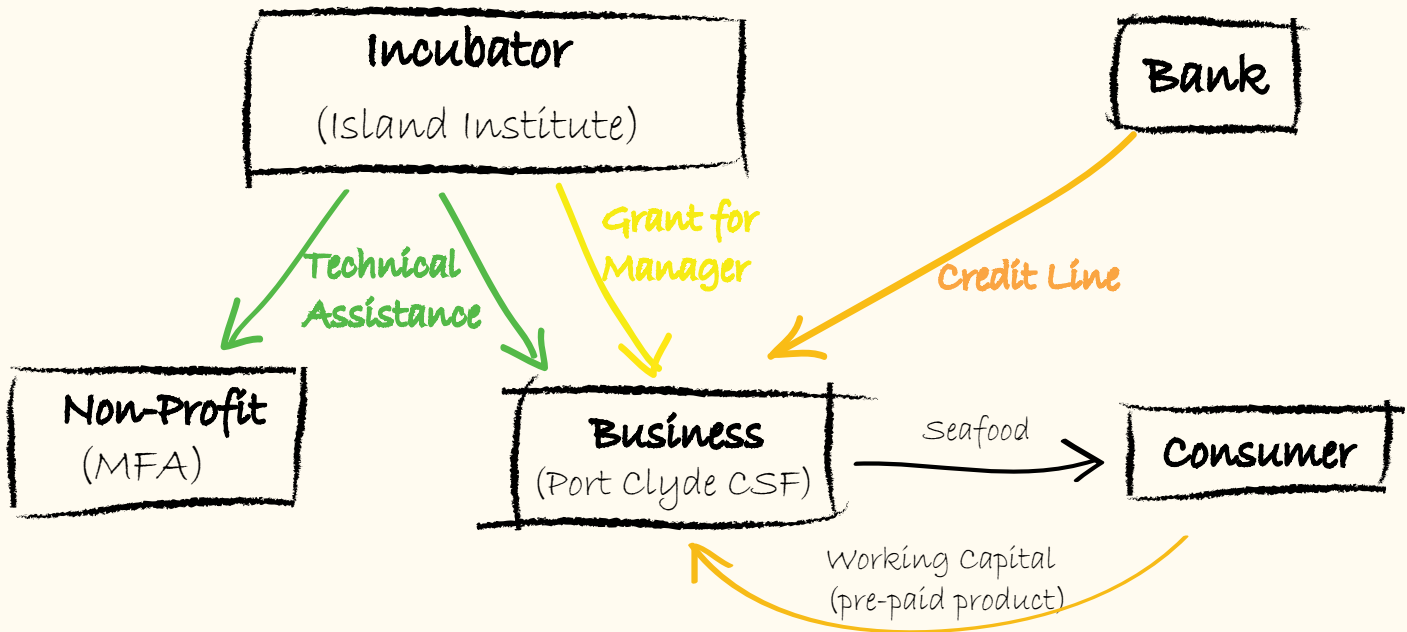 Incubator
(Island Institute)
Bank
Grant for
Manager
Technical
Assistance
Credit Line
Non-Profit
(MFA)
Business
(Port Clyde CSF)
Seafood
Consumer
Working Capital
(pre-paid product)